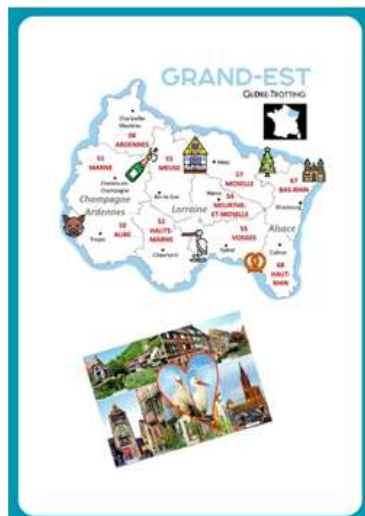 GRAND-EST
GLOBE-TROTTING
Charleville-
Mézières
08
ARDENNES
51
MARNE
55
MEUSE
Metz
57
MOSELLE
67
BAS-RHIN
Châlons-en-
Champagne
Bar-le-Duc
Nancy
54
MEURTHE-
ET-MOSELLE
Strasbourg
Champagne
Ardennes
Lorraine
Alsace
10
AUBE
52
HAUTE-
MARNE
VOSGES
Troyes
Chaumont
Epinal
Colmar
68
HAUT-
RHIN